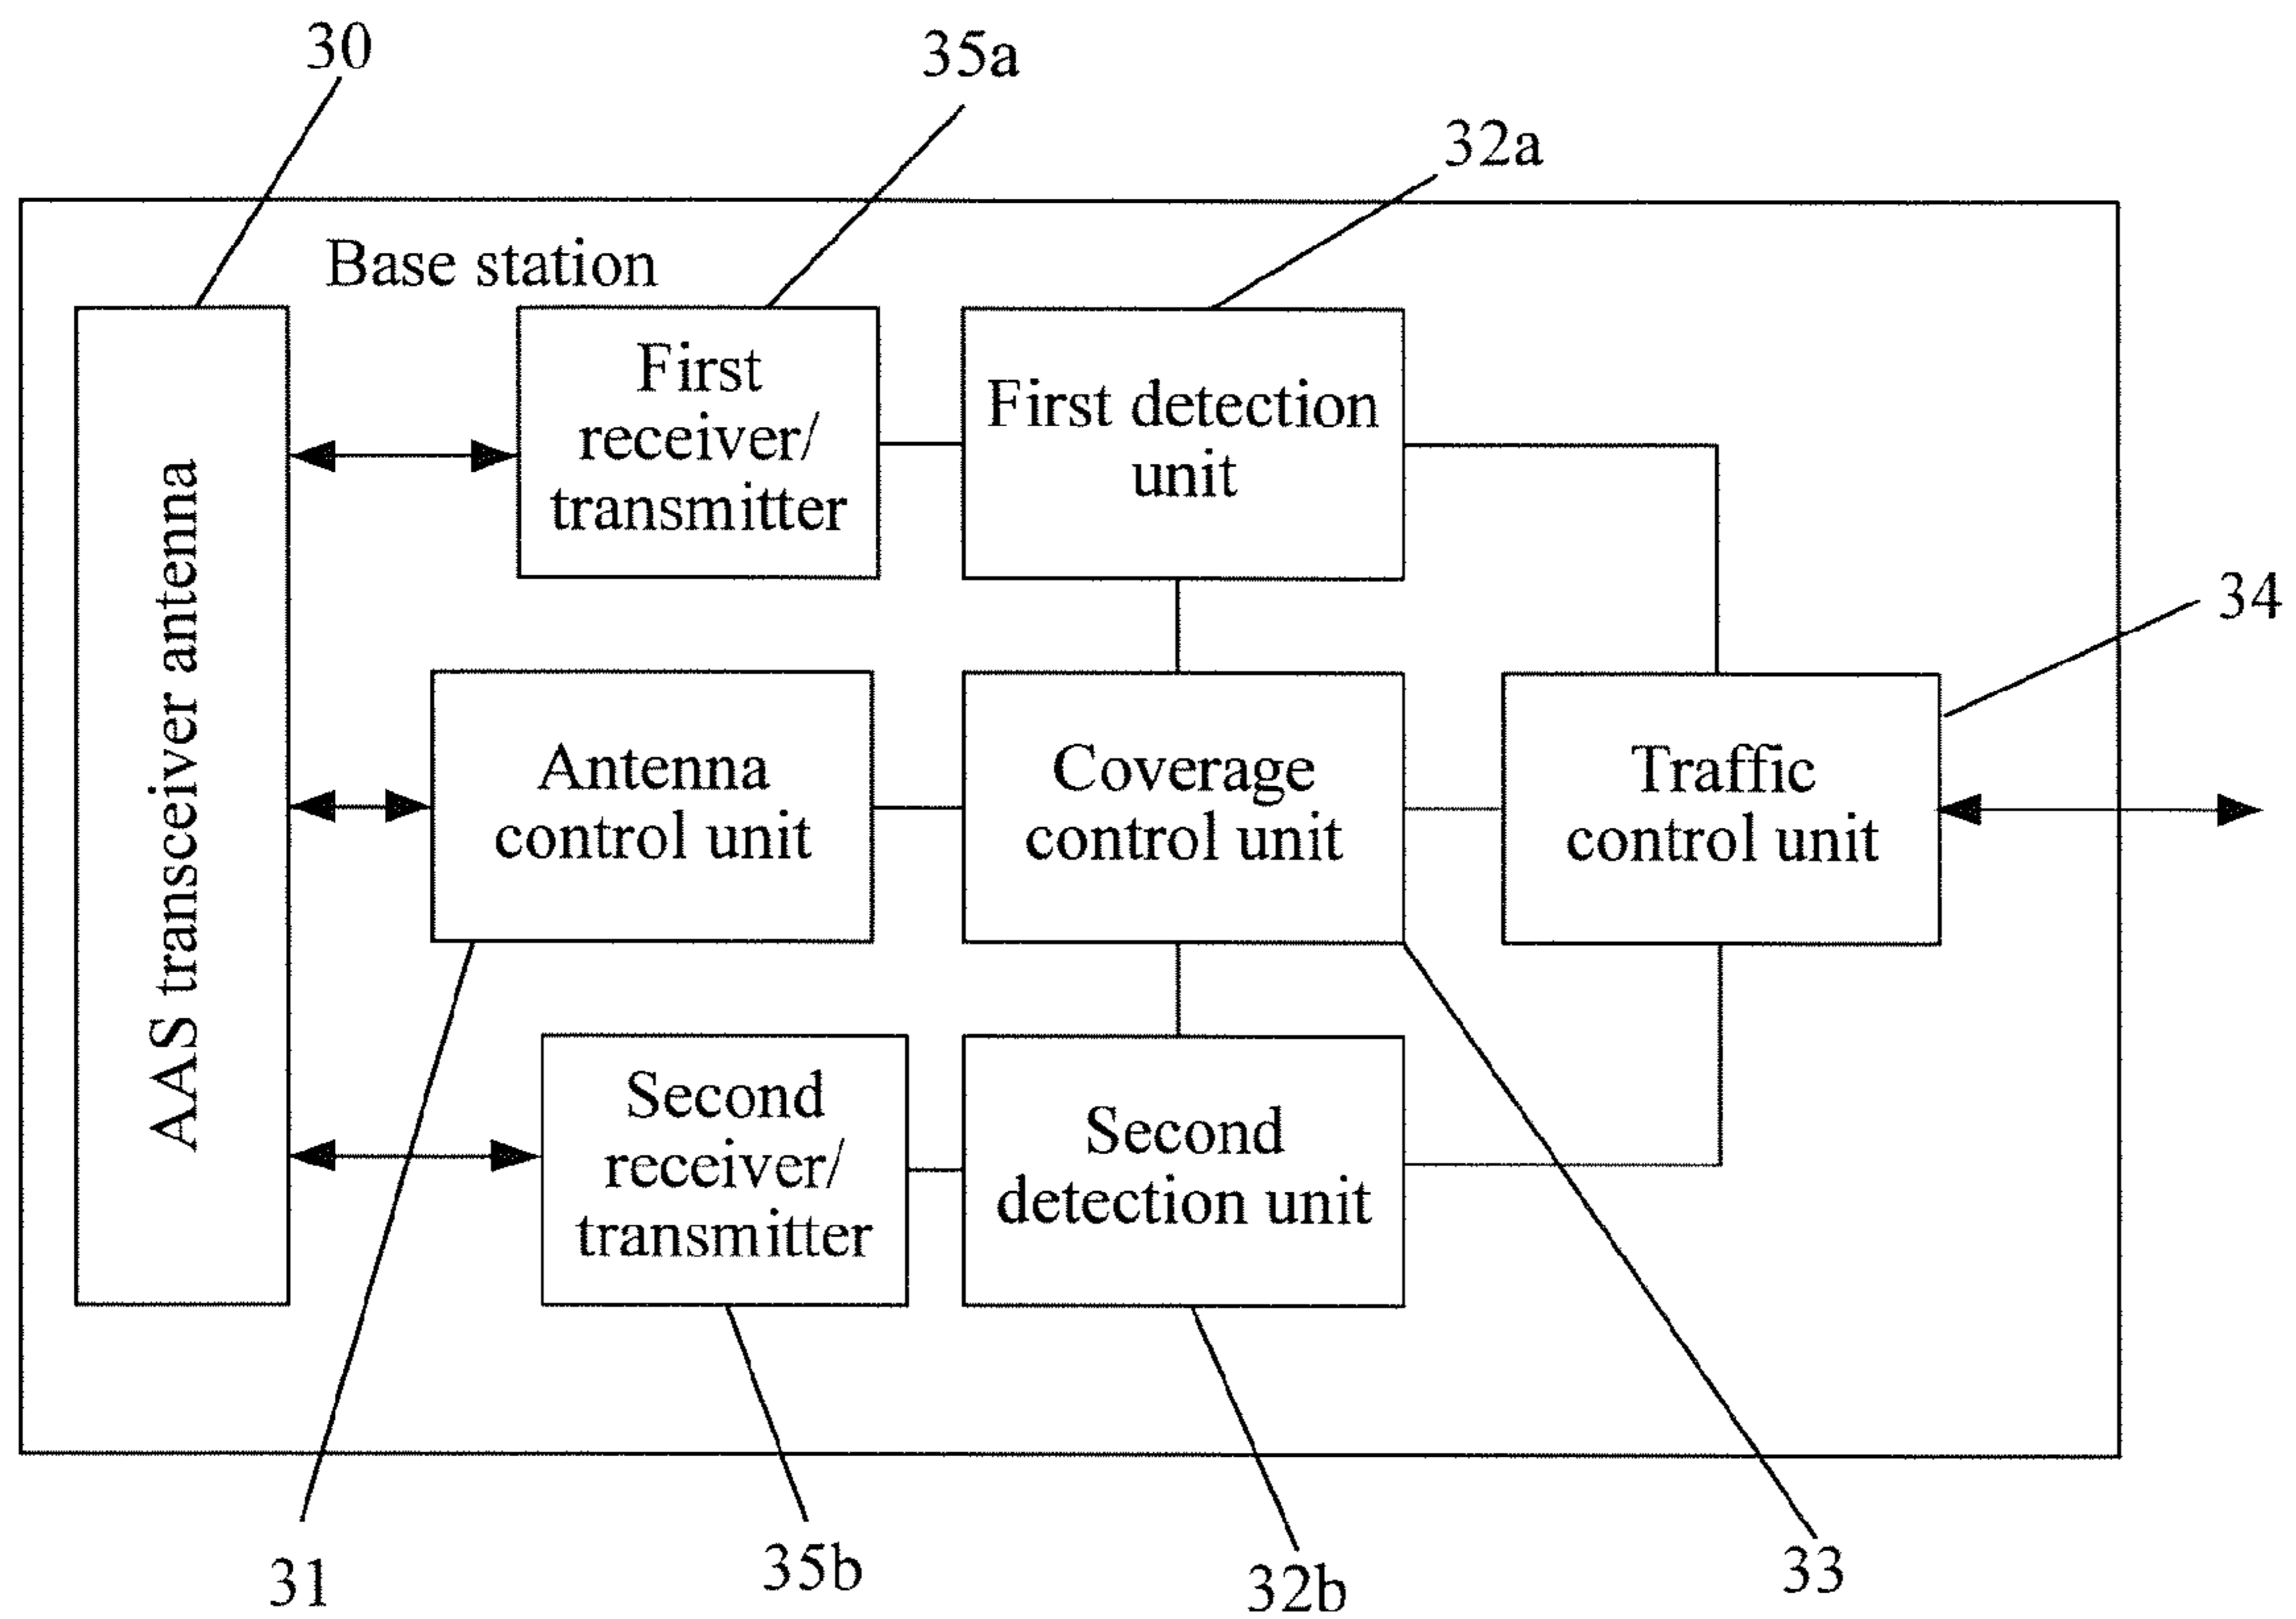 30
35a
32a
Base station
First
receiver/
transmitter
First detection
unit
34
AAS transceiver antenna
Antenna
control unit
Coverage
control unit
Traffic
control unit
Second
receiver/
transmitter
Second
detection unit
31
35b
32b
33